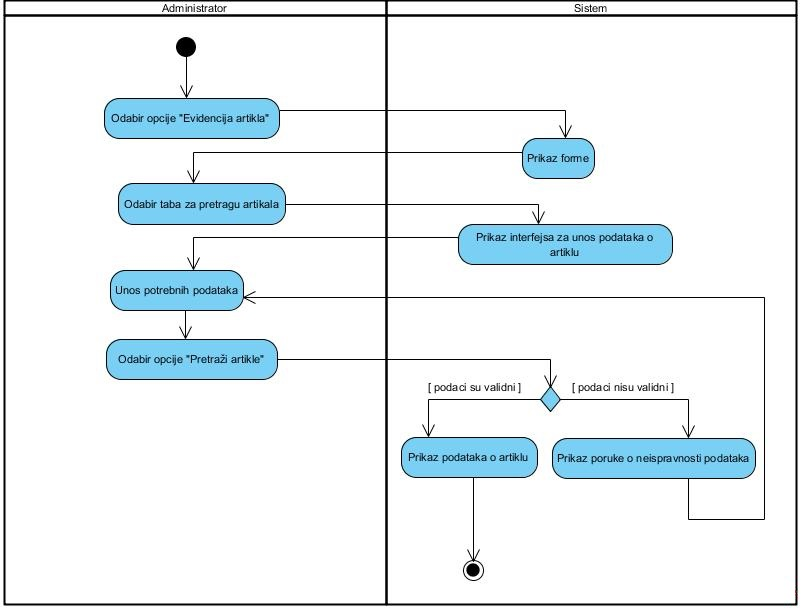 Administrator
Sistem
Odabir opcije "Evidencija artikla"
Prikaz forme
Odabir taba za pretragu artikala
Prikaz interfejsa za unos podataka o
artiklu
Unos potrebnih podataka
Odabir opcije "Pretraži artikle"
[ podaci su validni ]
[ podaci nisu validni ]
Prikaz podataka o artiklu
Prikaz poruke o neispravnosti podataka